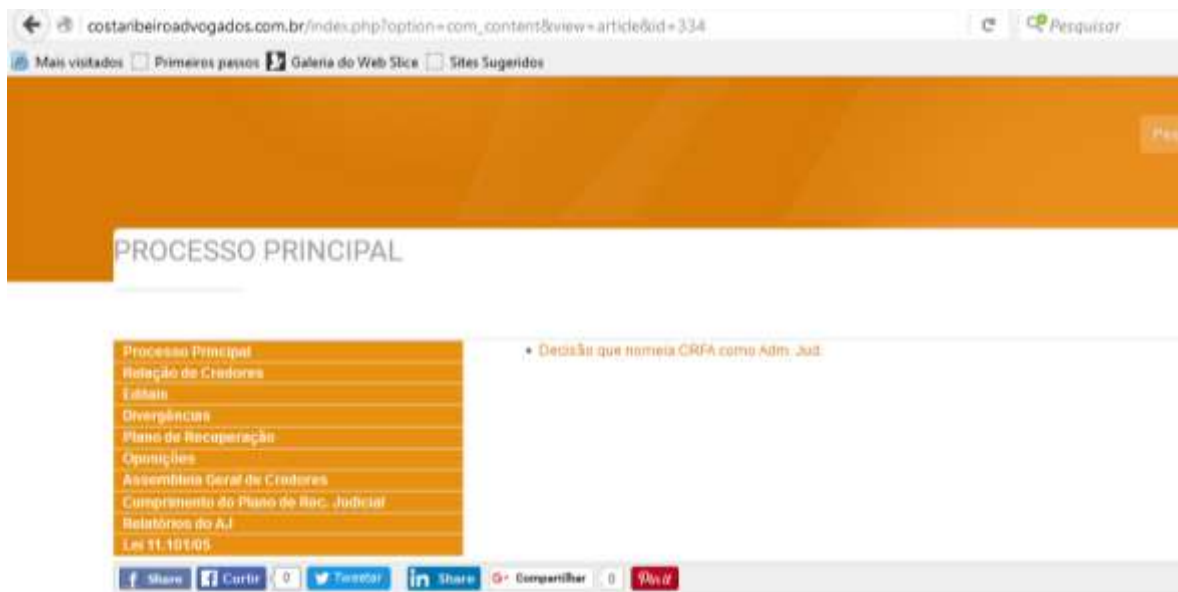 costaribeiroadvogados.com.br/index.php?option=com_content&view=article&id=334
Pesquisar
Mais visitados Primeiros passos Galeria do Web Slice Sites Sugeridos
Pes
PROCESSO PRINCIPAL
Processo Principal
Relação de Credores
Editais
Divergências
Plano de Recuperação
Oposições
Assembleia Geral de Credores
Cumprimento do Plano de Rec. Judicial
Relatórios do AJ
Lei 11.101/05
• Decisão que nomeia CRFA como Adm. Jud.
f Share f Curtir 0 Tweetar in Share G+ Compartilhar 0 Pin it